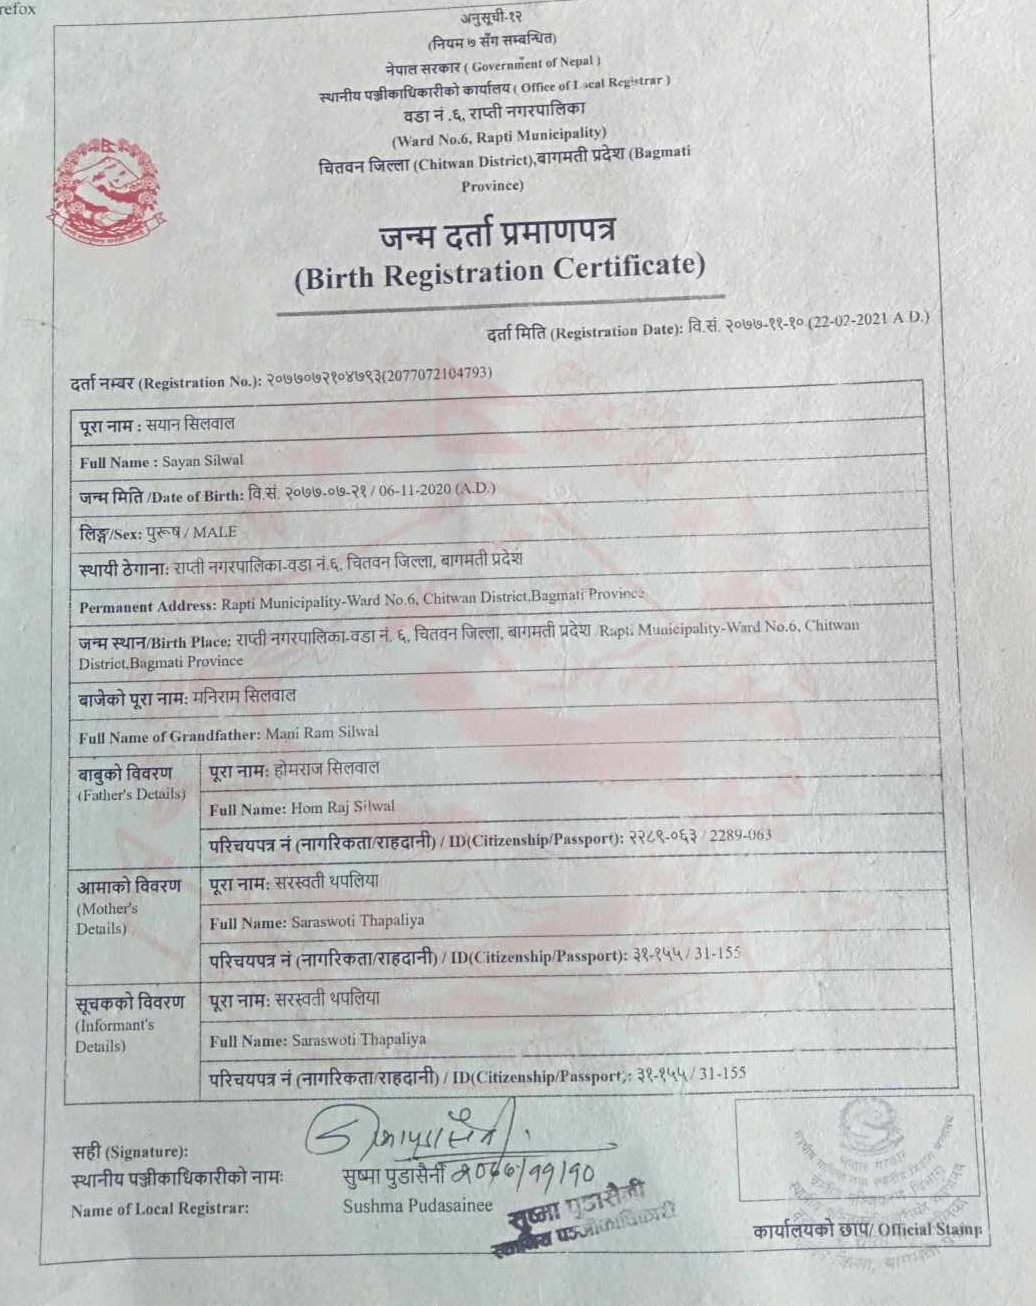 refox
अनुसूची-१२
(नियम ७ सँग सम्बन्धित)
नेपाल सरकार ( Government of Nepal )
स्थानीय पञ्जीकाधिकारीको कार्यालय ( Office of Local Registrar )
वडा नं .६, राप्ती नगरपालिका
(Ward No.6, Rapti Municipality)
चितवन जिल्ला (Chitwan District),बागमती प्रदेश (Bagmati
Province)
जन्म दर्ता प्रमाणपत्र
(Birth Registration Certificate)
दर्ता मिति (Registration Date): वि.सं. २०७७-११-१० (22-02-2021 A.D.)
दर्ता नम्बर (Registration No.): २०७७०७२१०४७९३(2077072104793)
पूरा नाम : सयान सिलवाल
Full Name : Sayan Silwal
जन्म मिति /Date of Birth: वि.सं. २०७७-०७-२१ / 06-11-2020 (A.D.)
लिङ्ग/Sex: पुरूष / MALE
स्थायी ठेगाना: राप्ती नगरपालिका-वडा नं.६, चितवन जिल्ला, बागमती प्रदेश
Permanent Address: Rapti Municipality-Ward No.6, Chitwan District,Bagmati Province
जन्म स्थान/Birth Place: राप्ती नगरपालिका-वडा नं. ६, चितवन जिल्ला, बागमती प्रदेश /Rapti Municipality-Ward No.6, Chitwan
District,Bagmati Province
बाजेको पूरा नाम: मनिराम सिलवाल
Full Name of Grandfather: Mani Ram Silwal
बाबुको विवरण
(Father's Details)
पूरा नाम: होमराज सिलवाल
Full Name: Hom Raj Silwal
परिचयपत्र नं (नागरिकता/राहदानी) / ID(Citizenship/Passport): २२८९-०६३ / 2289-063
आमाको विवरण
(Mother's
Details)
पूरा नाम: सरस्वती थपलिया
Full Name: Saraswoti Thapaliya
परिचयपत्र नं (नागरिकता/राहदानी) / ID(Citizenship/Passport): ३१-१५५ / 31-155
सूचकको विवरण
(Informant's
Details)
पूरा नाम: सरस्वती थपलिया
Full Name: Saraswoti Thapaliya
परिचयपत्र नं (नागरिकता/राहदानी) / ID(Citizenship/Passport): ३१-१५५ / 31-155
सही (Signature):
स्थानीय पञ्जीकाधिकारीको नामः
सुष्मा पुडासैनी २०७७/११/१०
Name of Local Registrar:
Sushma Pudasainee
सुष्मा पुडासैनी
स्थानिय पञ्जीकाधिकारी
कार्यालयको छाप/ Official Stamp